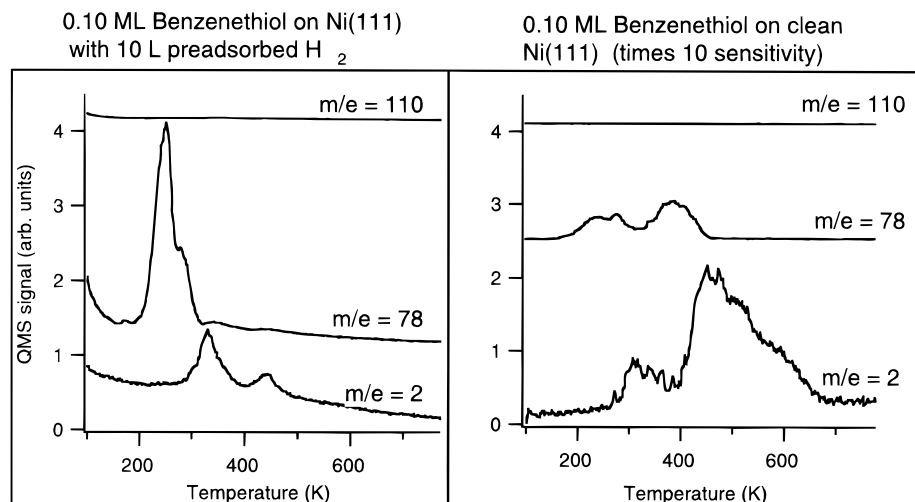 0.10 ML Benzenethiol on Ni(111)
with 10 L preadsorbed H 2
m/e = 110
m/e = 78
m/e = 2
QMS signal (arb. units)
4
3
2
1
0
200 400 600
Temperature (K)
0.10 ML Benzenethiol on clean
Ni(111) (times 10 sensitivity)
m/e = 110
m/e = 78
m/e = 2
4
3
2
1
0
200 400 600
Temperature (K)